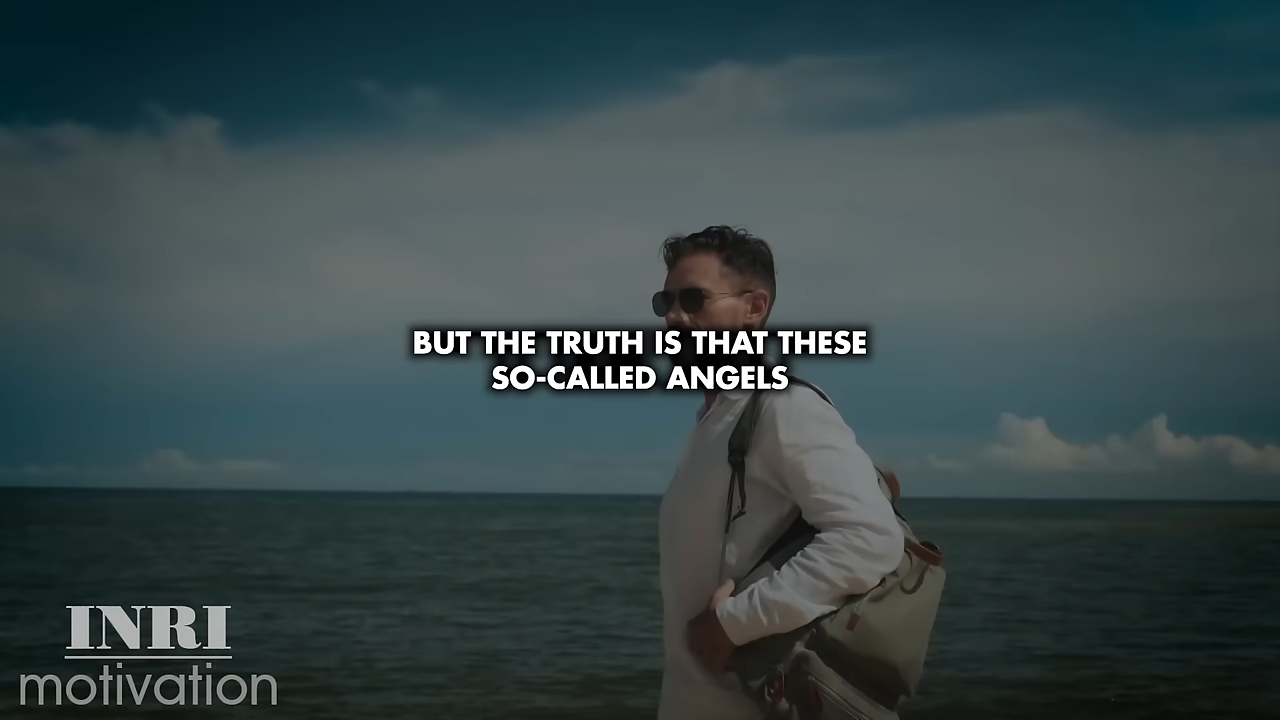 BUT THE TRUTH IS THAT THESE
SO-CALLED ANGELS
INRI
motivation